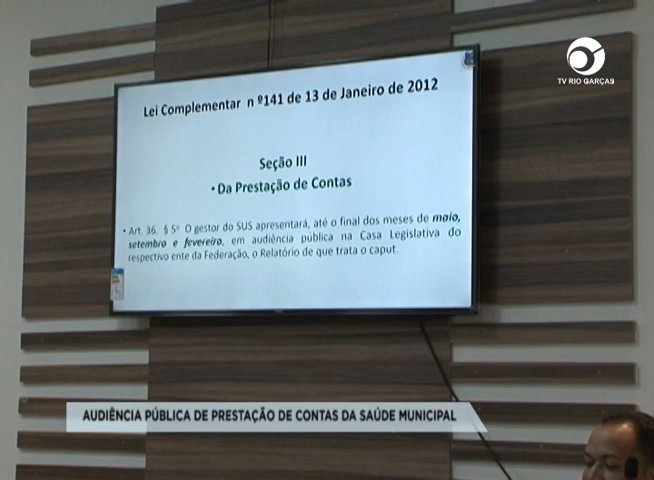 TV RIO GARÇAS
Lei Complementar n º141 de 13 de Janeiro de 2012
Seção III
• Da Prestação de Contas
• Art. 36. § 5º O gestor do SUS apresentará, até o final dos meses de maio,
setembro e fevereiro, em audiência pública na Casa Legislativa do
respectivo ente da Federação, o Relatório de que trata o caput.
AUDIÊNCIA PÚBLICA DE PRESTAÇÃO DE CONTAS DA SAÚDE MUNICIPAL